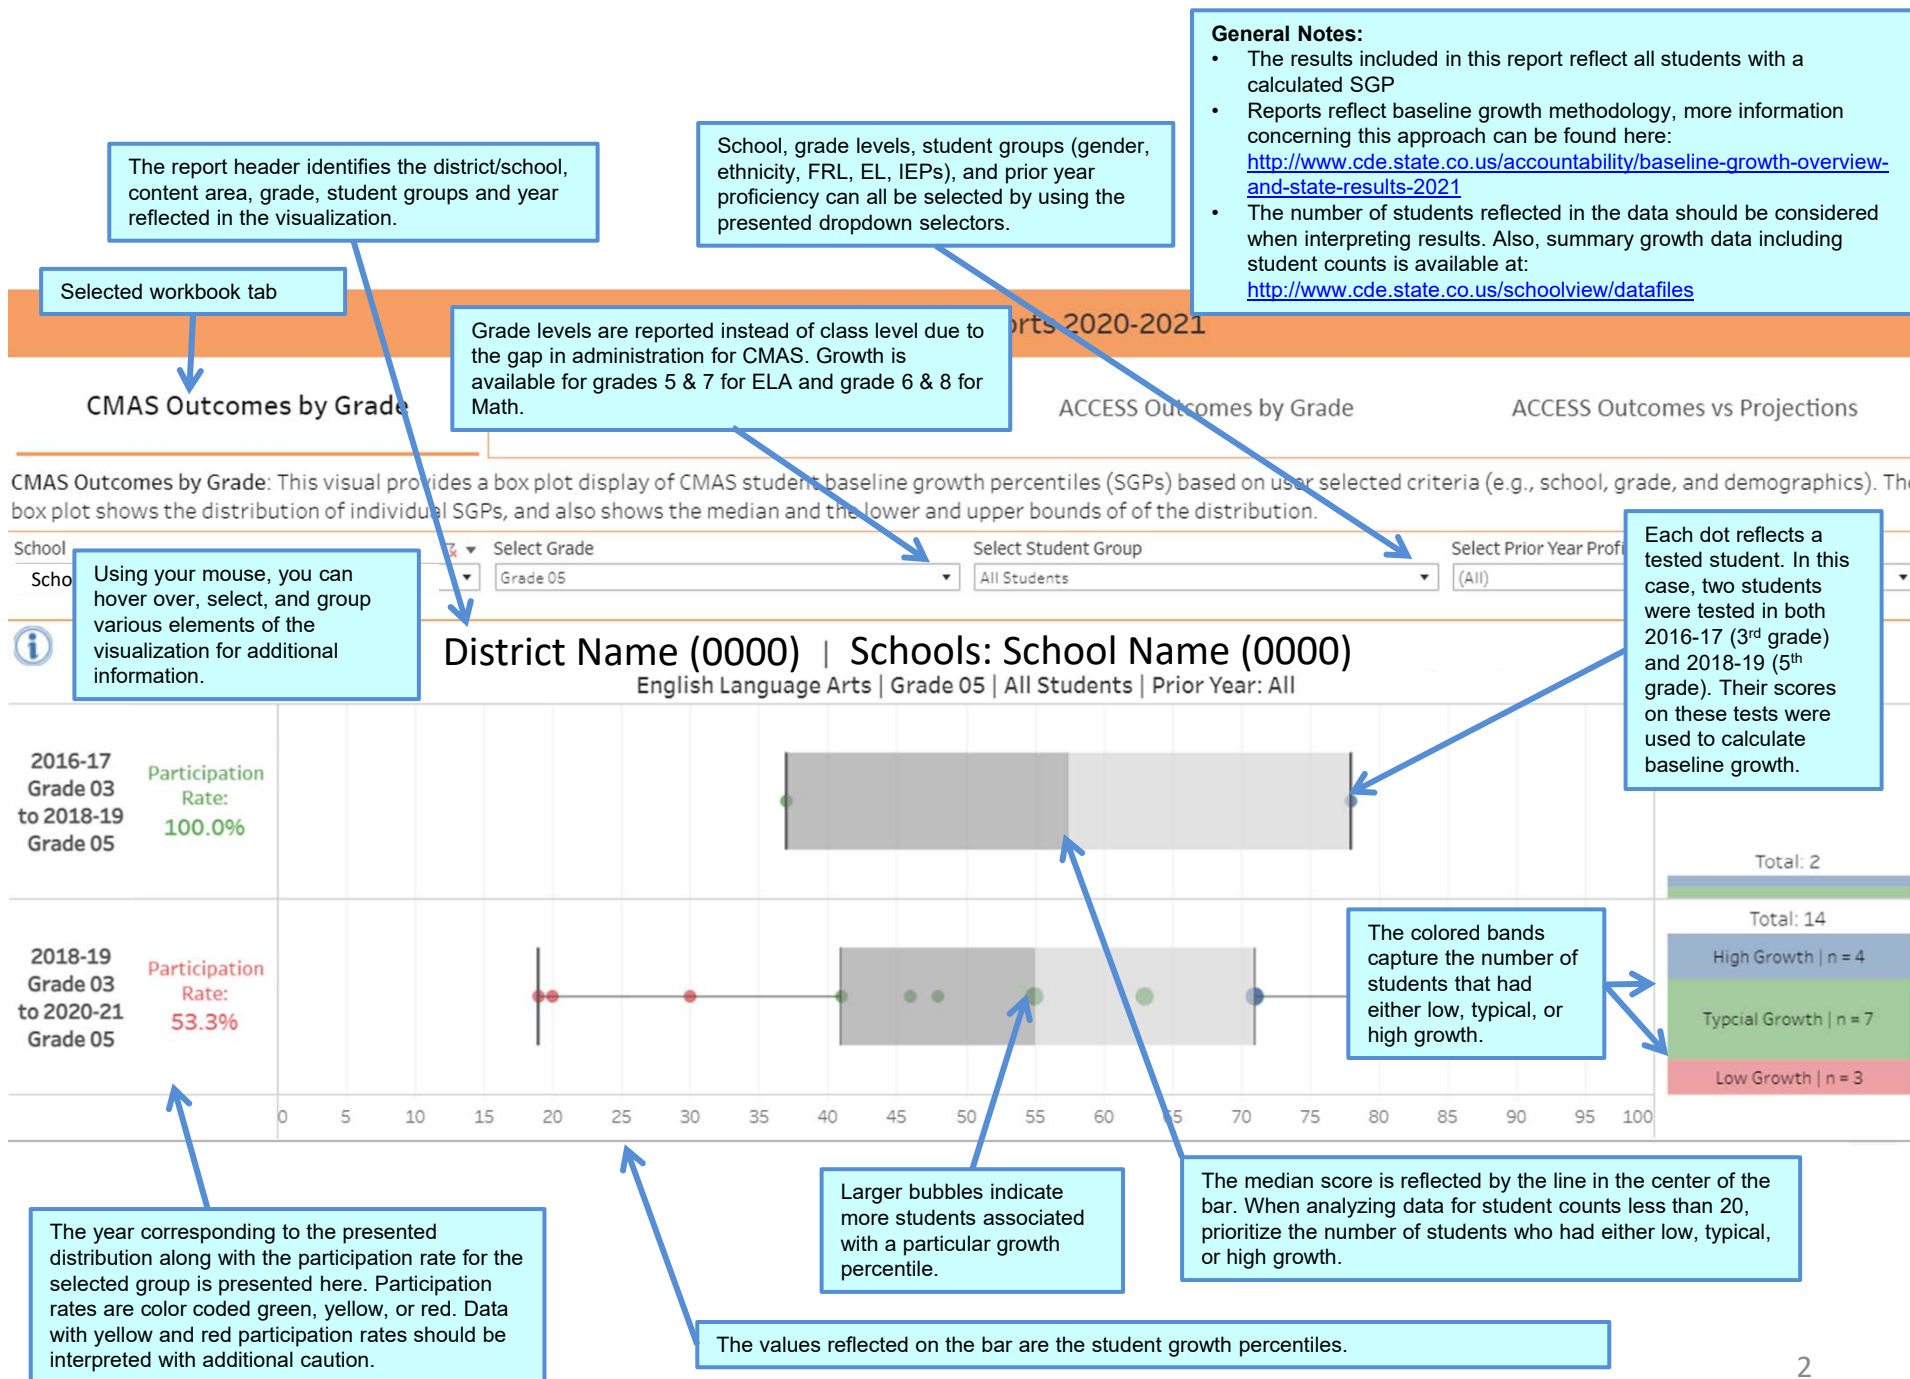 General Notes:
• The results included in this report reflect all students with a
calculated SGP
• Reports reflect baseline growth methodology, more information
concerning this approach can be found here:
http://www.cde.state.co.us/accountability/baseline-growth-overview-
and-state-results-2021
• The number of students reflected in the data should be considered
when interpreting results. Also, summary growth data including
student counts is available at:
http://www.cde.state.co.us/schoolview/datafiles
School, grade levels, student groups (gender,
ethnicity, FRL, EL, IEPs), and prior year
proficiency can all be selected by using the
presented dropdown selectors.
The report header identifies the district/school,
content area, grade, student groups and year
reflected in the visualization.
Selected workbook tab
Grade levels are reported instead of class level due to
the gap in administration for CMAS. Growth is
available for grades 5 & 7 for ELA and grade 6 & 8 for
Math.
2020-2021
CMAS Outcomes by Grade
ACCESS Outcomes by Grade
ACCESS Outcomes vs Projections
CMAS Outcomes by Grade: This visual provides a box plot display of CMAS student baseline growth percentiles (SGPs) based on user selected criteria (e.g., school, grade, and demographics). The
box plot shows the distribution of individual SGPs, and also shows the median and the lower and upper bounds of of the distribution.
School
Select Grade
Select Student Group
Select Prior Year
Grade 05
All Students
(All)
Using your mouse, you can
hover over, select, and group
various elements of the
visualization for additional
information.
Each dot reflects a
tested student. In this
case, two students
were tested in both
2016-17 (3rd grade)
and 2018-19 (5th
grade). Their scores
on these tests were
used to calculate
baseline growth.
District Name (0000) | Schools: School Name (0000)
English Language Arts | Grade 05 | All Students | Prior Year: All
2016-17
Grade 03
to 2018-19
Grade 05
Participation
Rate:
100.0%
Total: 2
2018-19
Grade 03
to 2020-21
Grade 05
Participation
Rate:
53.3%
The colored bands
capture the number of
students that had
either low, typical, or
high growth.
Total: 14
High Growth | n = 4
Typcial Growth | n = 7
Low Growth | n = 3
0 5 10 15 20 25 30 35 40 45 50 55 60 65 70 75 80 85 90 95 100
Larger bubbles indicate
more students associated
with a particular growth
percentile.
The median score is reflected by the line in the center of the
bar. When analyzing data for student counts less than 20,
prioritize the number of students who had either low, typical,
or high growth.
The year corresponding to the presented
distribution along with the participation rate for the
selected group is presented here. Participation
rates are color coded green, yellow, or red. Data
with yellow and red participation rates should be
interpreted with additional caution.
The values reflected on the bar are the student growth percentiles.
2